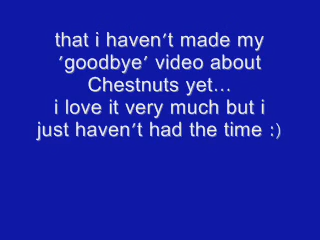 that i haven't made my
'goodbye' video about
Chestnuts yet...
i love it very much but i
just haven't had the time :)